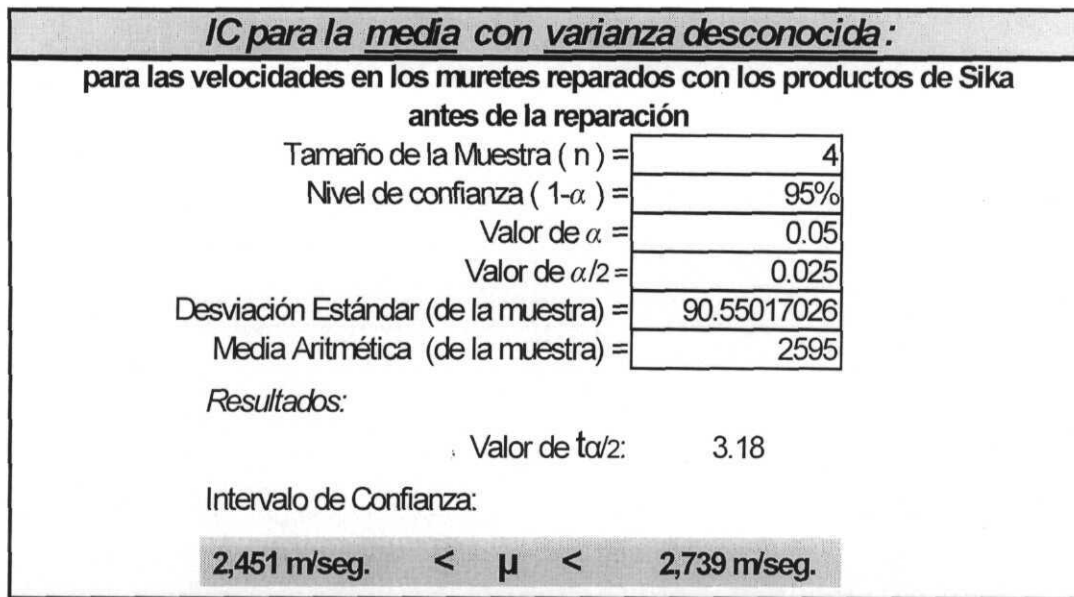 IC para la media con varianza desconocida:
para las velocidades en los muretes reparados con los productos de Sika
antes de la reparación
Tamaño de la Muestra ( n ) = 4
Nivel de confianza ( 1-α ) = 95%
Valor de α = 0.05
Valor de α/2 = 0.025
Desviación Estándar (de la muestra) = 90.55017026
Media Aritmética (de la muestra) = 2595
Resultados:
Valor de tα/2: 3.18
Intervalo de Confianza:
2,451 m/seg. < μ < 2,739 m/seg.